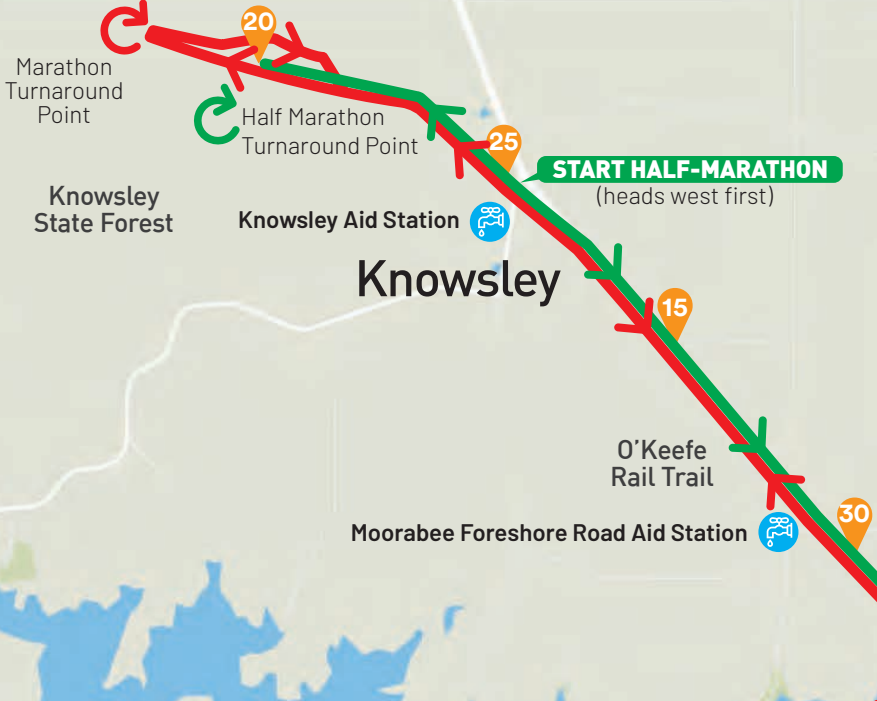 20
Marathon
Turnaround
Point
Half Marathon
Turnaround Point
25
START HALF-MARATHON
(heads west first)
Knowsley
State Forest
Knowsley Aid Station
Knowsley
15
O'Keefe
Rail Trail
30
Moorabee Foreshore Road Aid Station